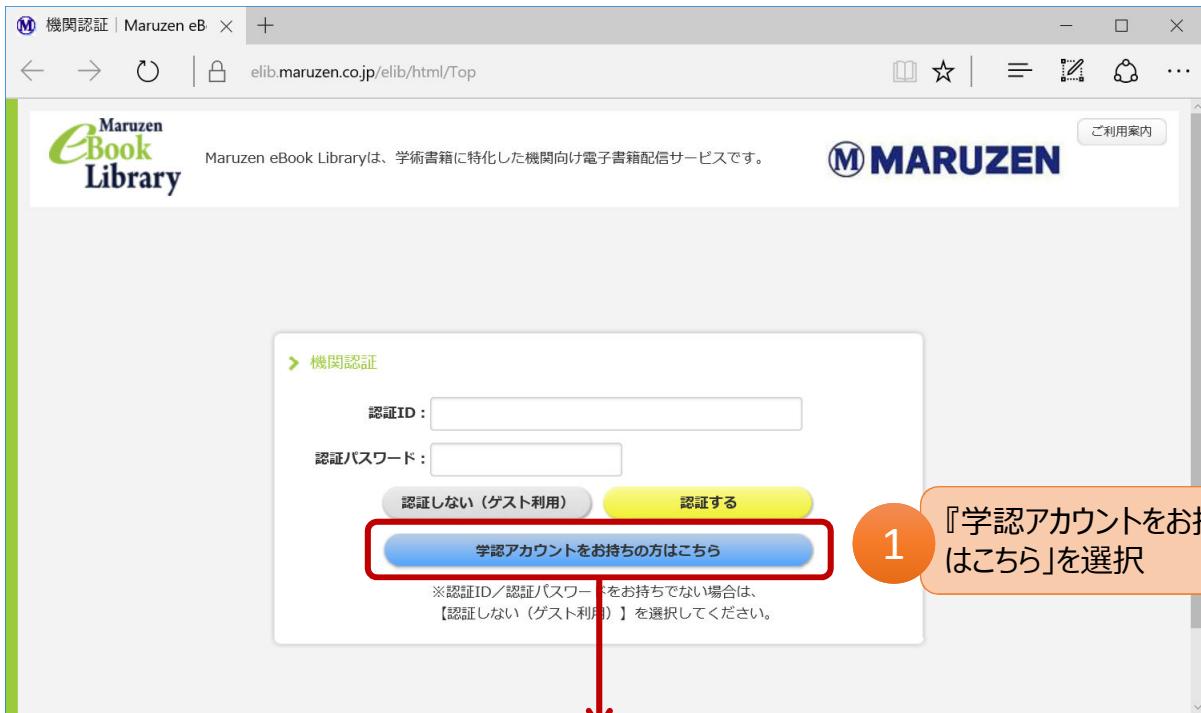 機関認証 | Maruzen eB
elib.maruzen.co.jp/elib/html/Top
ご利用案内
Maruzen
eBook
Library
Maruzen eBook Libraryは、学術書籍に特化した機関向け電子書籍配信サービスです。
M MARUZEN
機関認証
認証ID：
認証パスワード：
認証しない（ゲスト利用）
認証する
学認アカウントをお持ちの方はこちら
1
『学認アカウントをお
はこちら」を選択
※認証ID／認証パスワードをお持ちでない場合は、
【認証しない（ゲスト利用）】を選択してください。